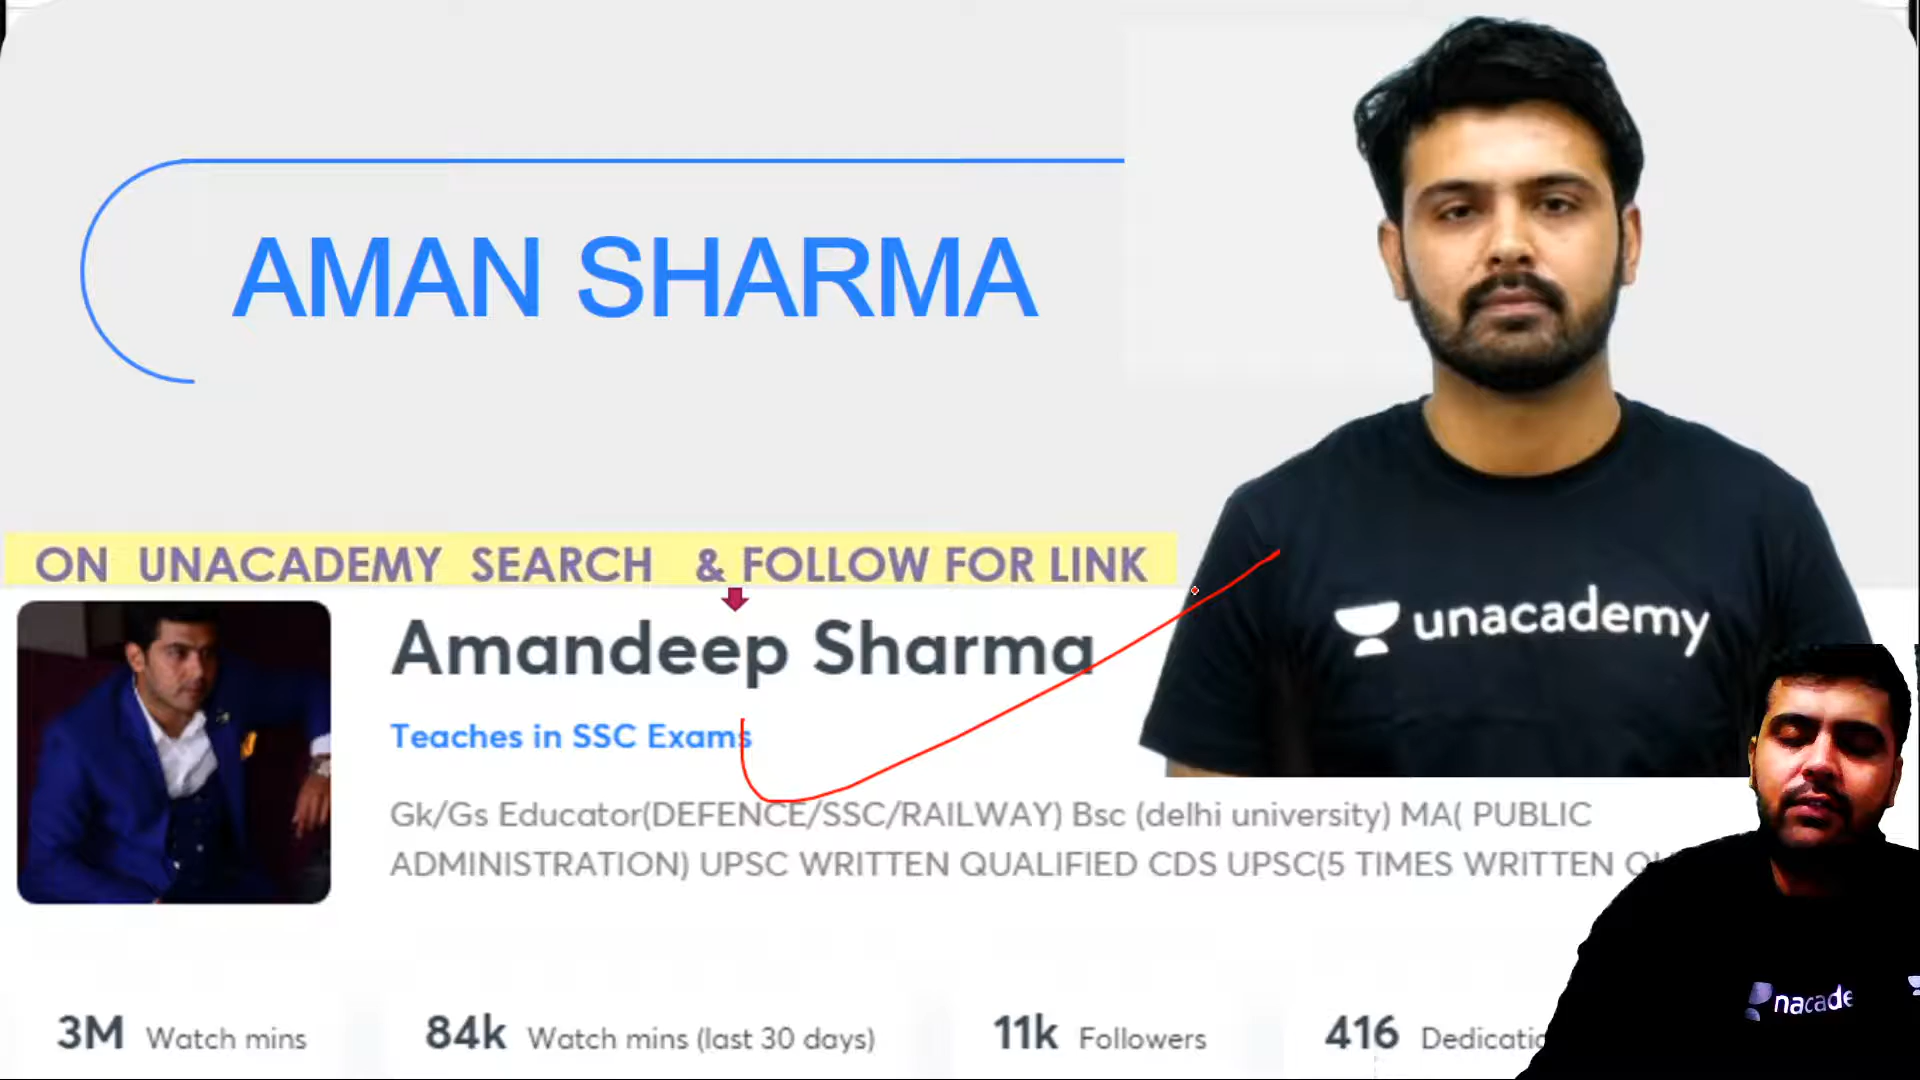 AMAN SHARMA
ON UNACADEMY SEARCH & FOLLOW FOR LINK
Amandeep Sharma
Teaches in SSC Exams
unacademy
Gk/Gs Educator(DEFENCE/SSC/RAILWAY) Bsc (delhi university) MA( PUBLIC
ADMINISTRATION) UPSC WRITTEN QUALIFIED CDS UPSC(5 TIMES WRITTEN
nacade
3M Watch mins
84k Watch mins (last 30 days)
11k Followers
416 Dedicatio